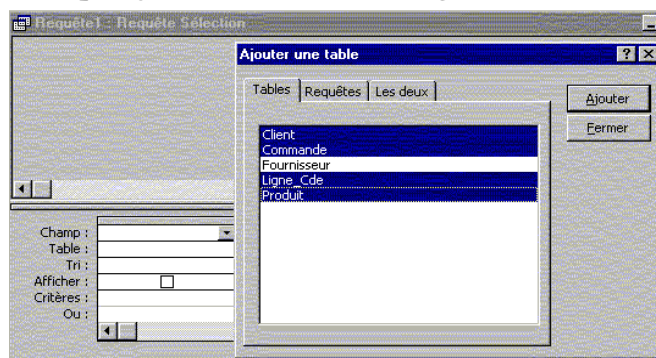 Requête1 : Requête Sélection
Ajouter une table
Tables Requêtes Les deux
Ajouter
Fermer
Client
Commande
Fournisseur
Ligne_Cde
Produit
Champ :
Table :
Tri :
Afficher :
Critères :
Ou :